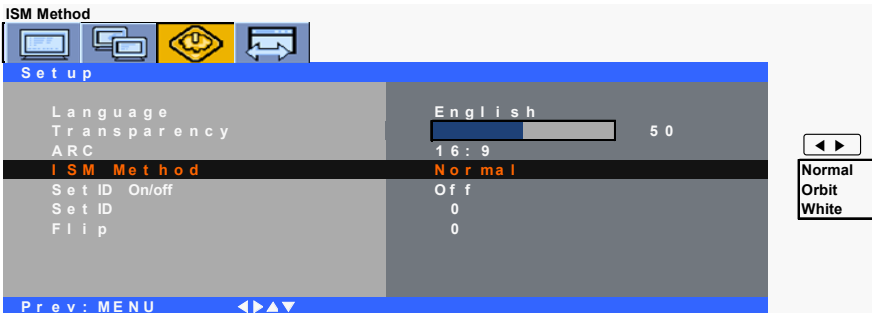 ISM Method
Setup
Language English
Transparency 50
ARC 16:9
ISM Method Normal
Set ID On/off Off
Set ID 0
Flip 0
Prev: MENU ◀▶▲▼
◀ ▶
Normal
Orbit
White